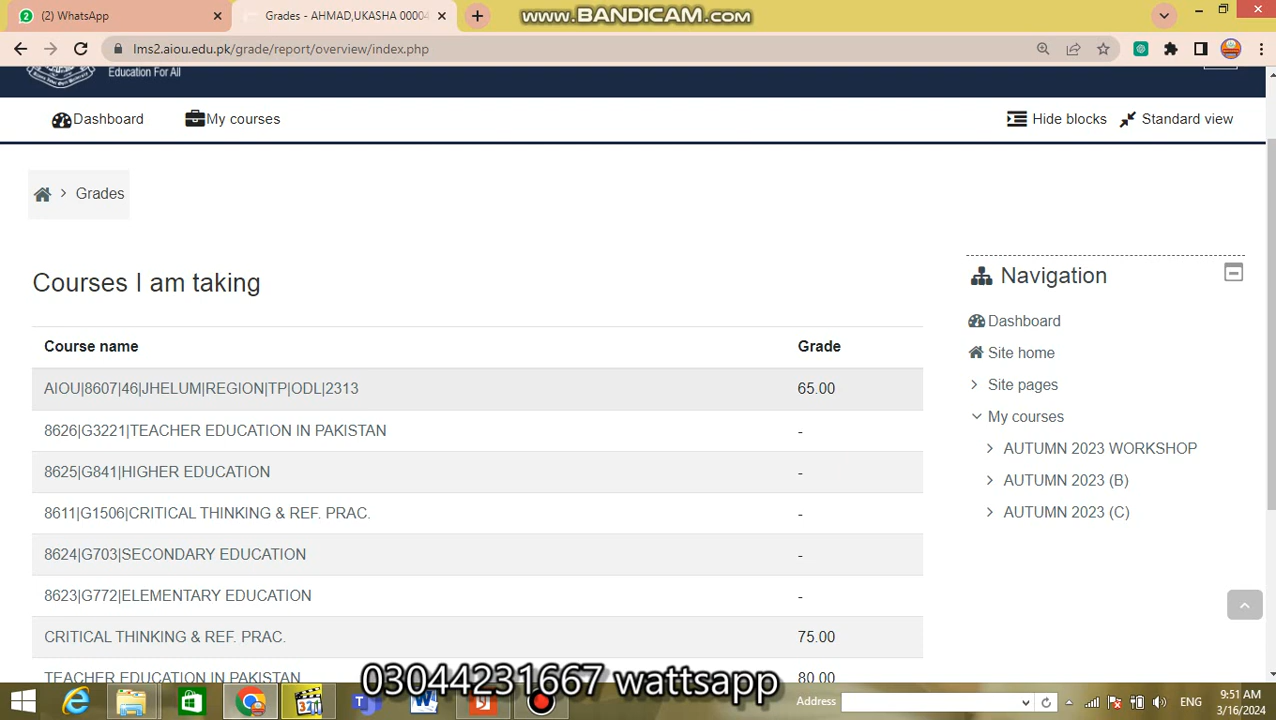 (2) WhatsApp
Grades - AHMAD,UKASHA 00004
www.BANDICAM.com
lms2.aiou.edu.pk/grade/report/overview/index.php
Education For All
Dashboard
My courses
Hide blocks
Standard view
Grades
Courses I am taking
Course name Grade
AIOU|8607|46|JHELUM|REGION|TP|ODL|2313 65.00
8626|G3221|TEACHER EDUCATION IN PAKISTAN -
8625|G841|HIGHER EDUCATION -
8611|G1506|CRITICAL THINKING & REF. PRAC. -
8624|G703|SECONDARY EDUCATION -
8623|G772|ELEMENTARY EDUCATION -
CRITICAL THINKING & REF. PRAC. 75.00
TEACHER EDUCATION IN PAKISTAN 80.00
Navigation
Dashboard
Site home
Site pages
My courses
AUTUMN 2023 WORKSHOP
AUTUMN 2023 (B)
AUTUMN 2023 (C)
03044231667 wattsapp
Address
ENG
9:51 AM
3/16/2024